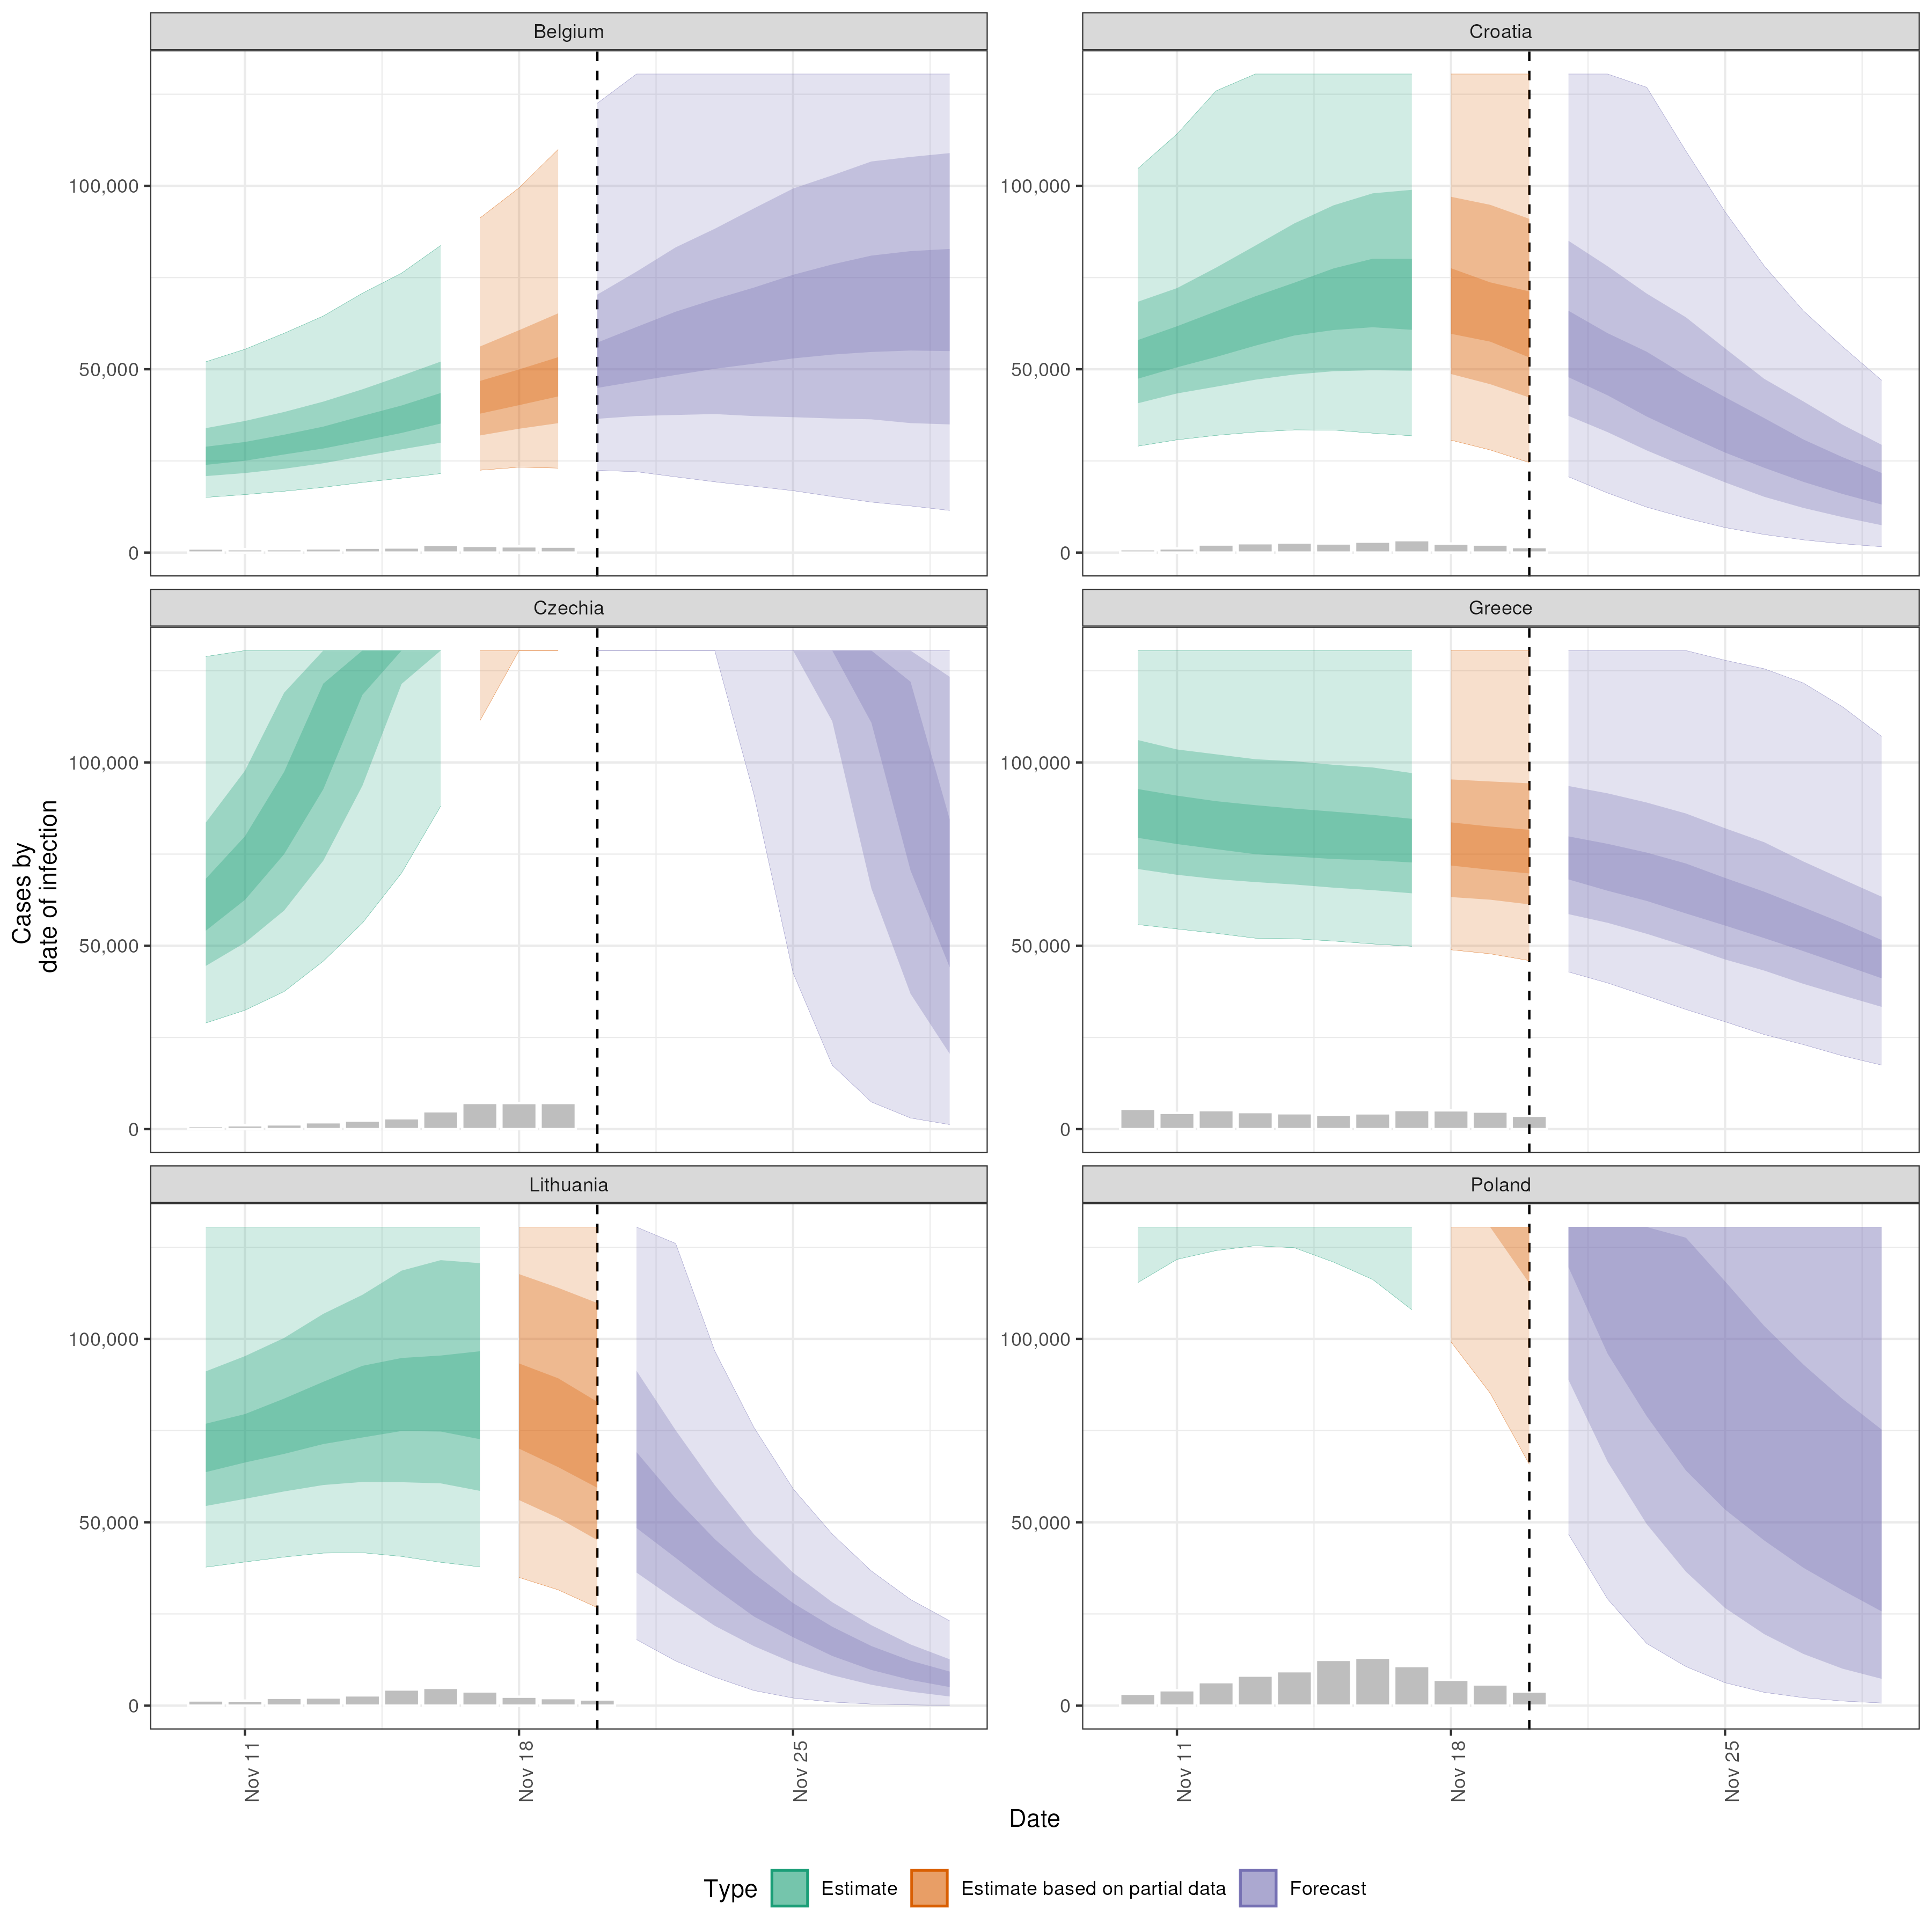 Belgium
Croatia
100,000
50,000
0
100,000
50,000
0
Czechia
Greece
100,000
50,000
0
100,000
50,000
0
Lithuania
Poland
100,000
50,000
0
100,000
50,000
0
Nov 11
Nov 18
Nov 25
Nov 11
Nov 18
Nov 25
Cases by
date of infection
Date
Type
Estimate
Estimate based on partial data
Forecast